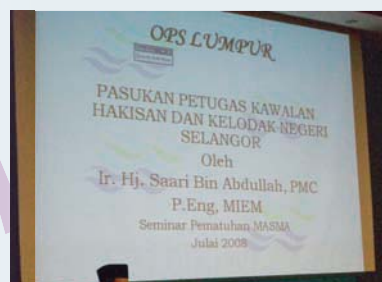 OPS LUMPUR
PASUKAN PETUGAS KAWALAN
HAKISAN DAN KELODAK NEGERI
SELANGOR
Oleh
Ir. Hj. Saari Bin Abdullah, PMC
P.Eng, MIEM
Seminar Pematuhan MASMA
Julai 2008